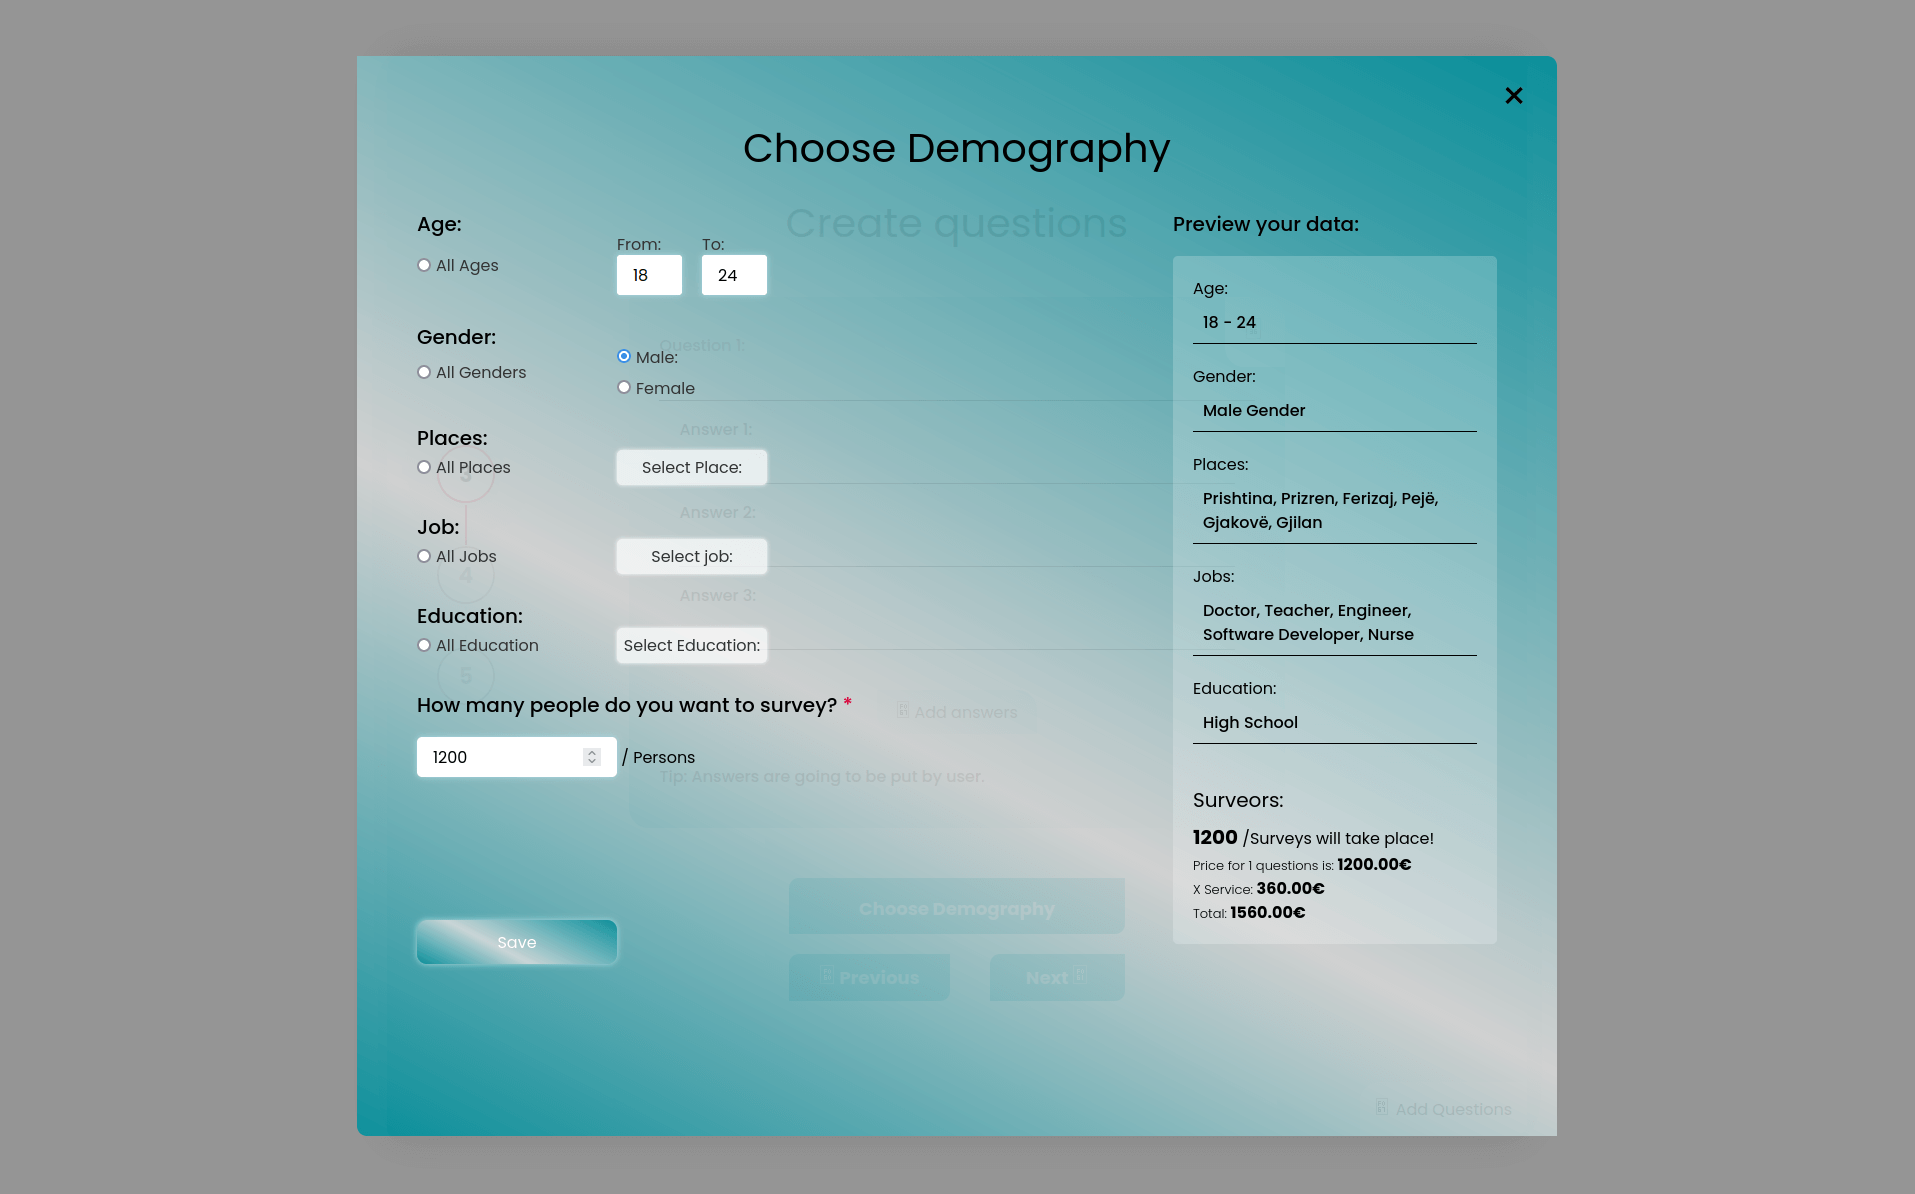 Choose Demography
Create questions
Age:
All Ages
From:
To:
18
24
Gender:
All Genders
Male:
Female
Places:
All Places
Select Place:
Job:
All Jobs
Select job:
Education:
All Education
Select Education:
How many people do you want to survey? *
1200
/ Persons
Save
Question 1:
Answer 1:
Answer 2:
Answer 3:
3
4
5
Add answers
Tip: Answers are going to be put by user.
Choose Demography
Previous
Next
Add Questions
Preview your data:
Age:
18 - 24
Gender:
Male Gender
Places:
Prishtina, Prizren, Ferizaj, Pejë,
Gjakovë, Gjilan
Jobs:
Doctor, Teacher, Engineer,
Software Developer, Nurse
Education:
High School
Surveors:
1200 /Surveys will take place!
Price for 1 questions is: 1200.00€
X Service: 360.00€
Total: 1560.00€